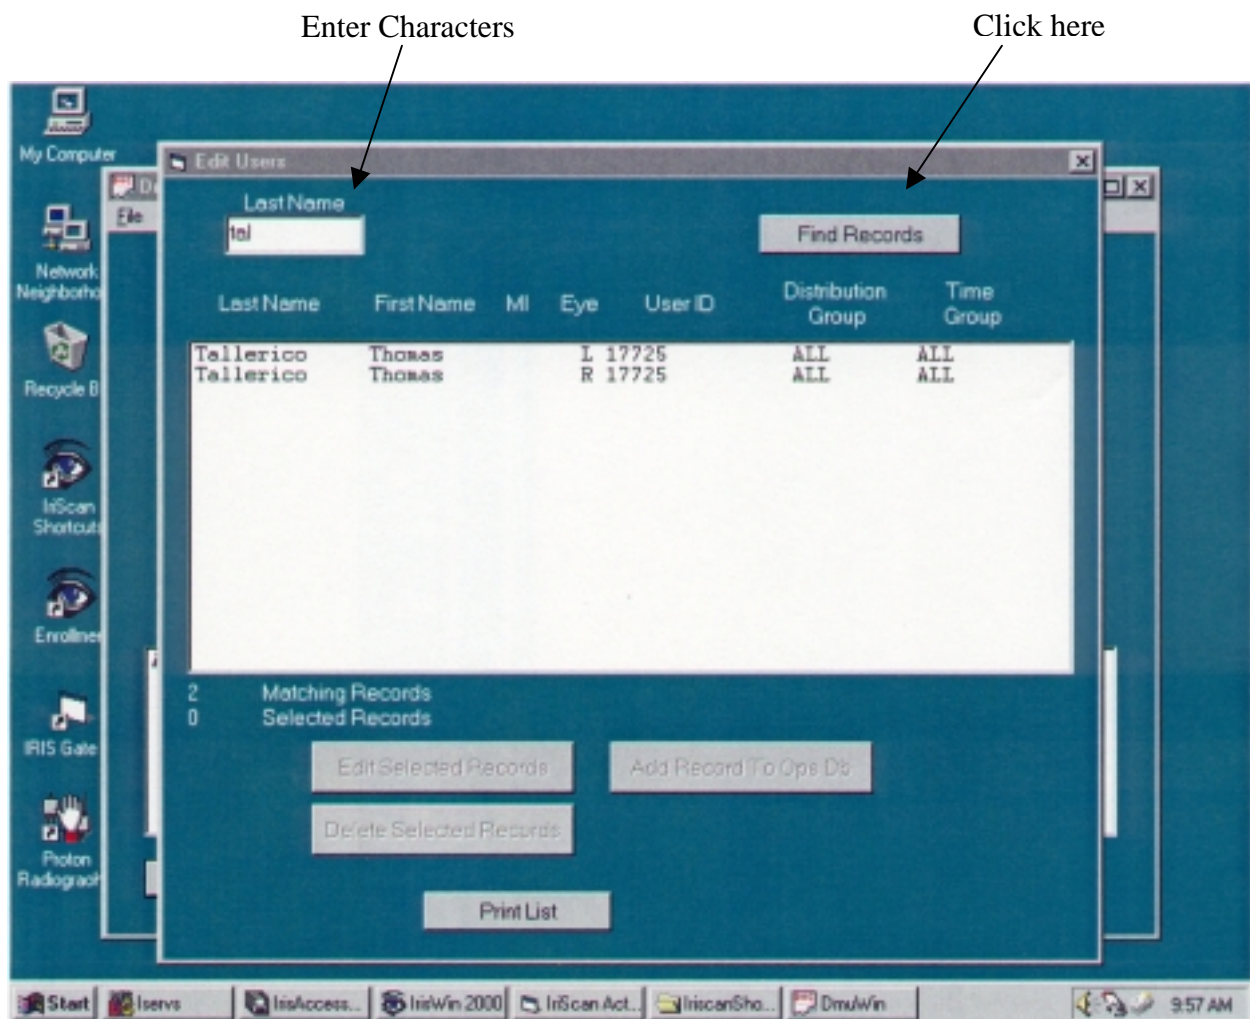 Enter Characters
Click here
My Computer
Edit Users
File
Last Name
tal
Find Records
Network
Neighborho
Last Name First Name MI Eye User ID Distribution Group Time Group
Tallerico Thomas L 17725 ALL ALL
Tallerico Thomas R 17725 ALL ALL
Recycle B
IriScan
Shortcuts
Enrollmen
2 Matching Records
0 Selected Records
IRIS Gate
Edit Selected Records
Add Record To Ops Db
Delete Selected Records
Proton
Radiograph
Print List
Start
Iservs
IrisAccess...
IrisWin 2000
IriScan Act...
IriscanSho...
DmuWin
9:57 AM